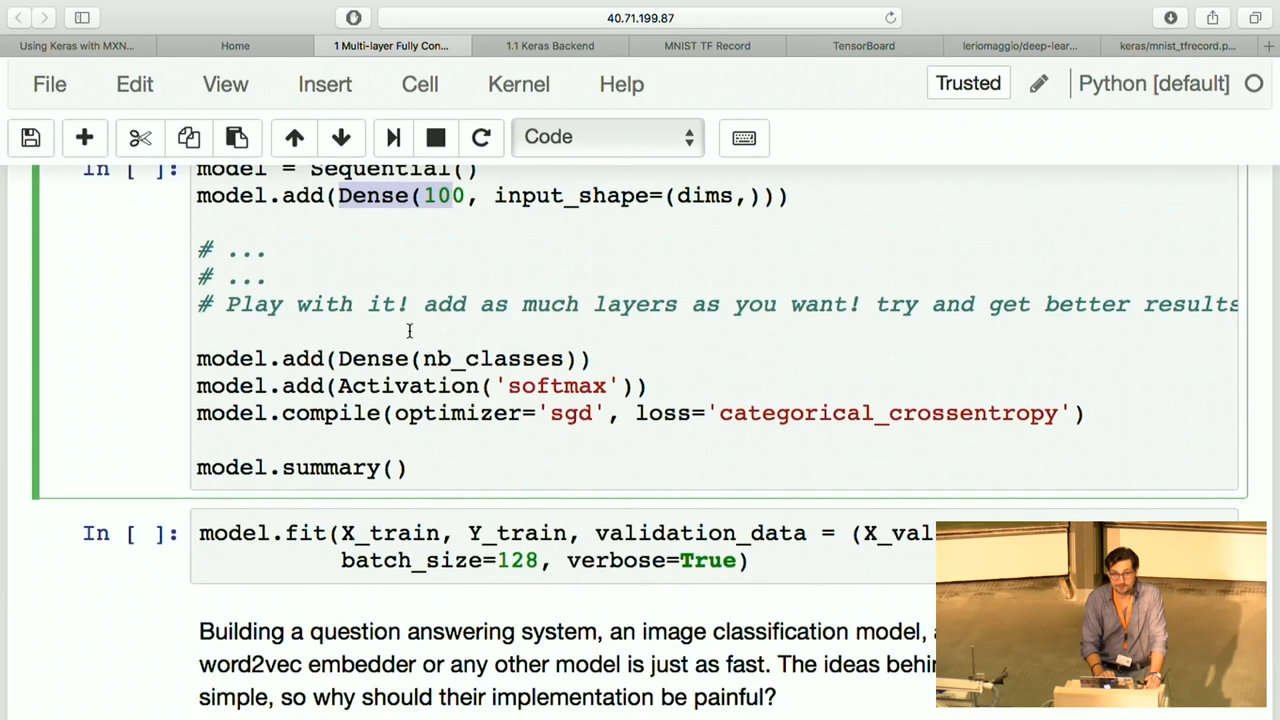 40.71.199.87
Using Keras with MXN...
Home
1 Multi-layer Fully Con...
1.1 Keras Backend
MNIST TF Record
TensorBoard
leriomaggio/deep-lear...
keras/mnist_tfrecord.p...
File Edit View Insert Cell Kernel Help
Trusted
Python [default]
Code
In [ ]: model = Sequential()
model.add(Dense(100, input_shape=(dims,)))
# ...
# ...
# Play with it! add as much layers as you want! try and get better results
model.add(Dense(nb_classes))
model.add(Activation('softmax'))
model.compile(optimizer='sgd', loss='categorical_crossentropy')
model.summary()
In [ ]: model.fit(X_train, Y_train, validation_data = (X_val
batch_size=128, verbose=True)
Building a question answering system, an image classification model,
word2vec embedder or any other model is just as fast. The ideas behin
simple, so why should their implementation be painful?